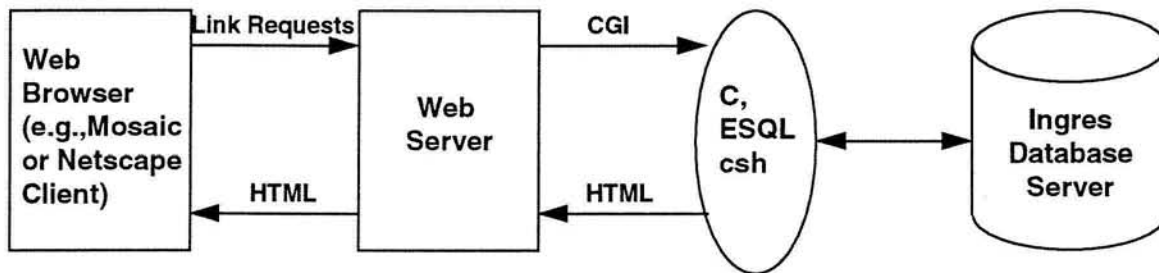 Link Requests
CGI
Web
Browser
(e.g.,Mosaic
or Netscape
Client)
Web
Server
C,
ESQL
csh
Ingres
Database
Server
HTML
HTML